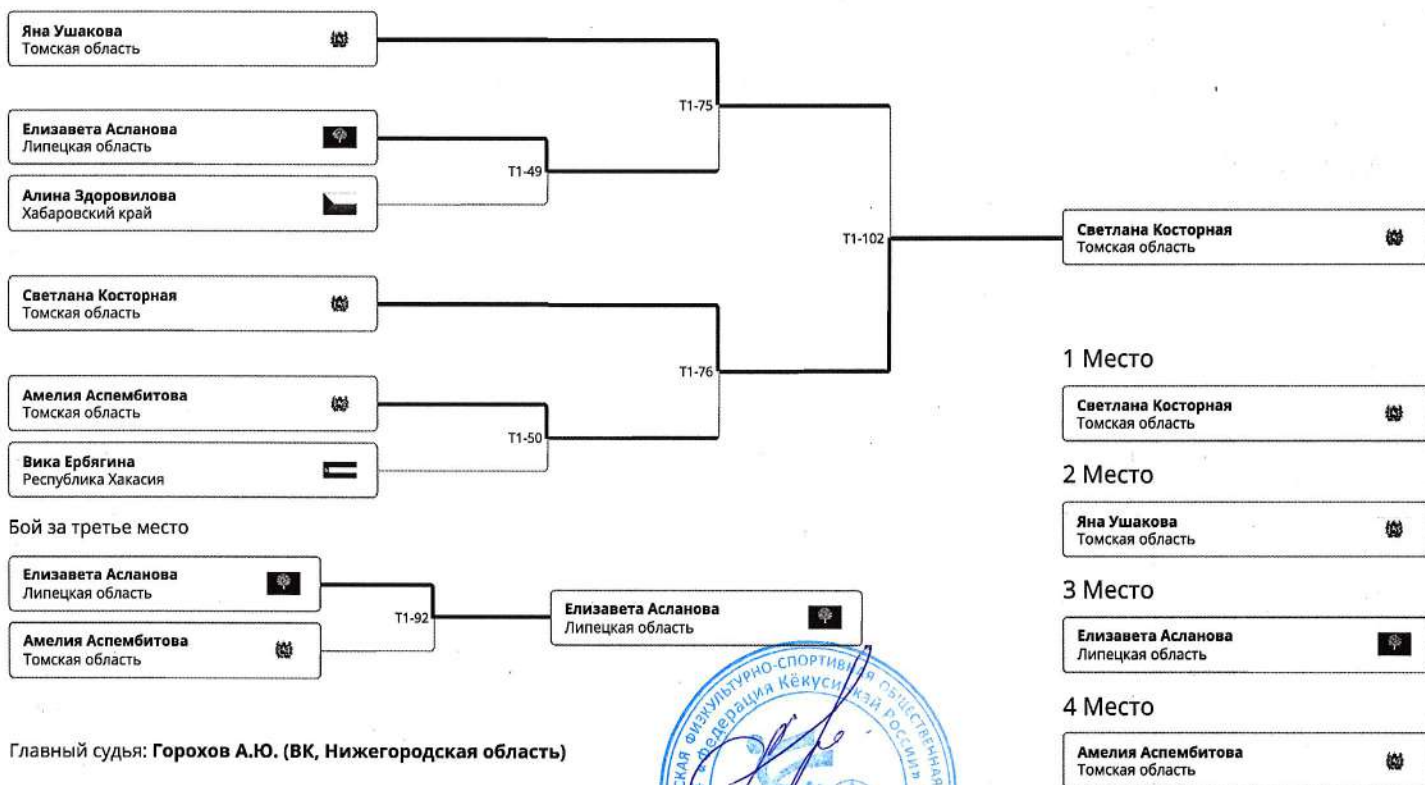 Яна Ушакова
Томская область
Елизавета Асланова
Липецкая область
Алина Здоровилова
Хабаровский край
Светлана Косторная
Томская область
Амелия Аспембитова
Томская область
Вика Ербягина
Республика Хакасия
T1-75
T1-49
T1-102
T1-76
T1-50
Светлана Косторная
Томская область
Бой за третье место
Елизавета Асланова
Липецкая область
Амелия Аспембитова
Томская область
T1-92
Елизавета Асланова
Липецкая область
1 Место
Светлана Косторная
Томская область
2 Место
Яна Ушакова
Томская область
3 Место
Елизавета Асланова
Липецкая область
4 Место
Амелия Аспембитова
Томская область
Главный судья: Горохов А.Ю. (ВК, Нижегородская область)
ФИЗКУЛЬТУРНО-СПОРТИВНАЯ ОБЩЕСТВЕННАЯ
Федерация России»